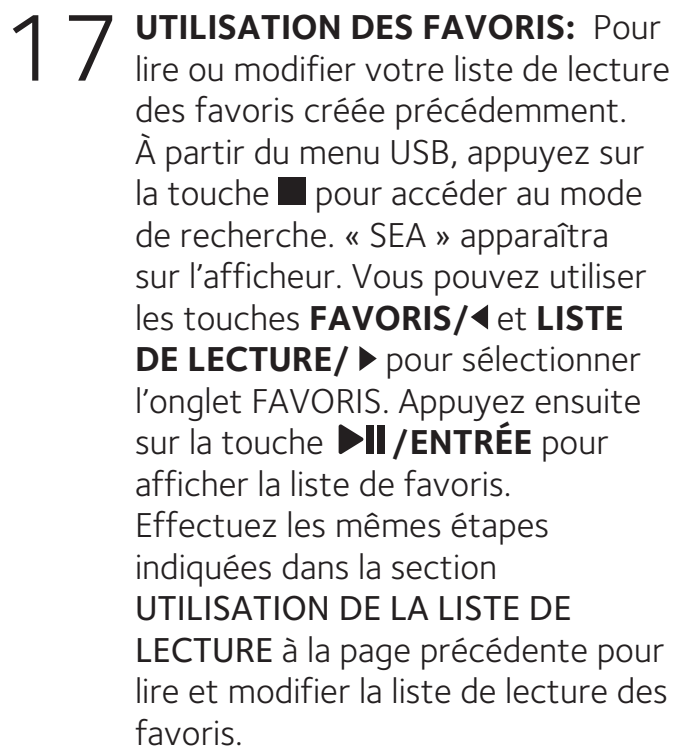 17 UTILISATION DES FAVORIS: Pour
lire ou modifier votre liste de lecture
des favoris créée précédemment.
À partir du menu USB, appuyez sur
la touche ■ pour accéder au mode
de recherche. « SEA » apparaîtra
sur l’afficheur. Vous pouvez utiliser
les touches FAVORIS/◀ et LISTE
DE LECTURE/ ▶ pour sélectionner
l’onglet FAVORIS. Appuyez ensuite
sur la touche ▶II /ENTRÉE pour
afficher la liste de favoris.
Effectuez les mêmes étapes
indiquées dans la section
UTILISATION DE LA LISTE DE
LECTURE à la page précédente pour
lire et modifier la liste de lecture des
favoris.